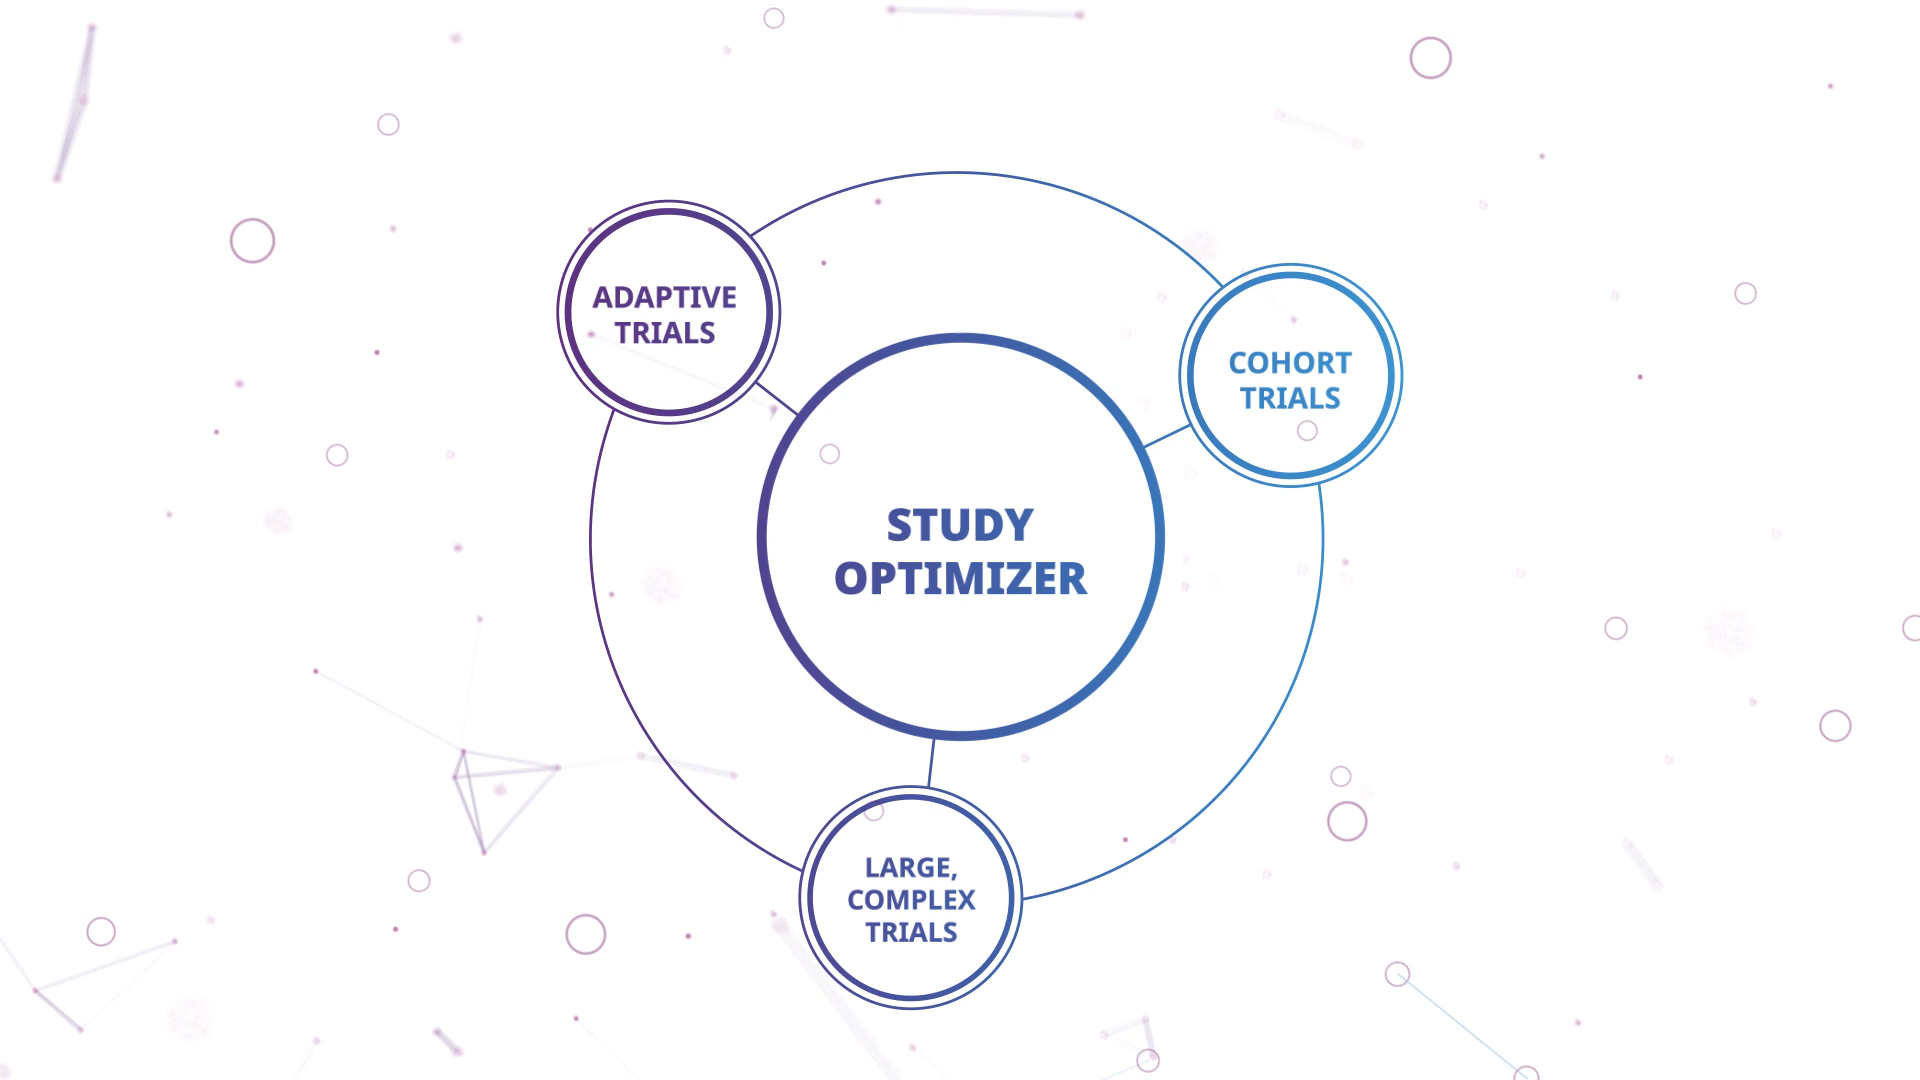 ADAPTIVE
TRIALS
COHORT
TRIALS
STUDY
OPTIMIZER
LARGE,
COMPLEX
TRIALS